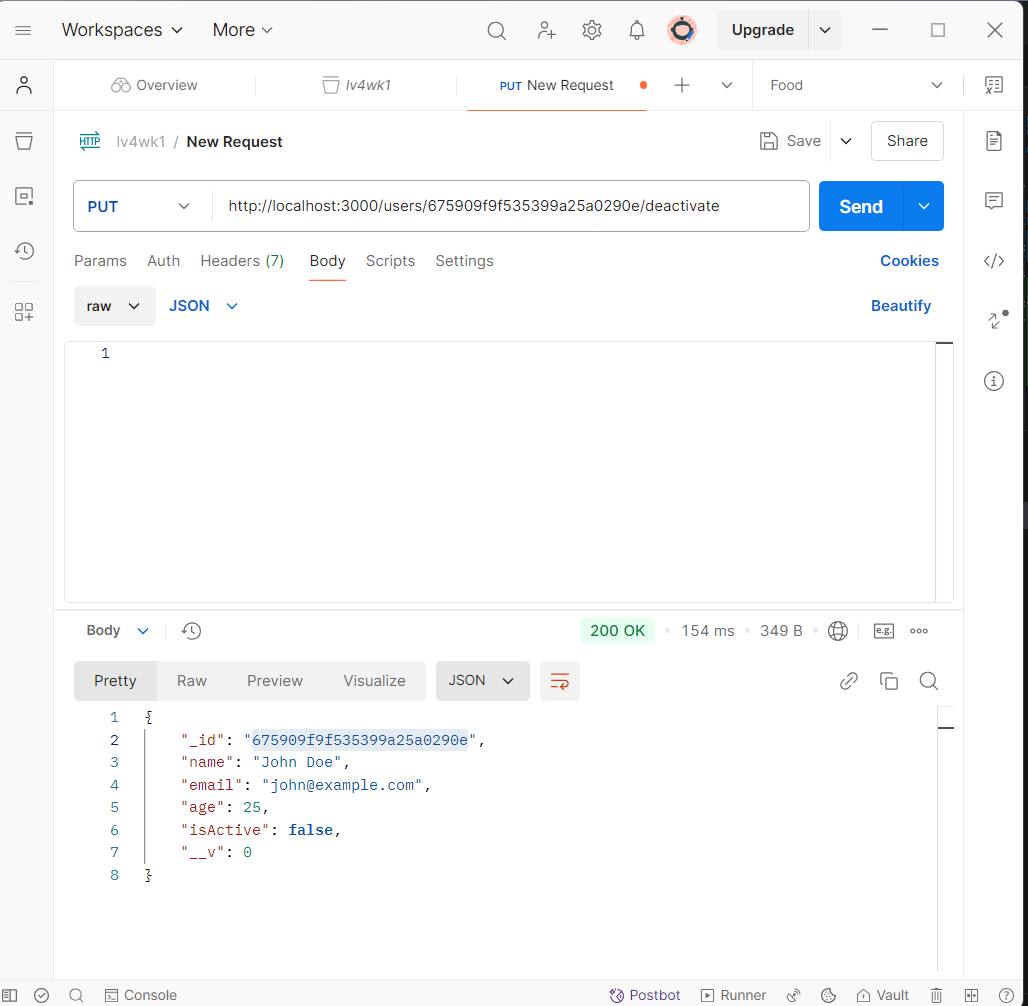 Workspaces More Upgrade
Overview lv4wk1 PUT New Request Food
HTTP lv4wk1 / New Request Save Share
PUT http://localhost:3000/users/675909f9f535399a25a0290e/deactivate Send
Params Auth Headers (7) Body Scripts Settings Cookies
raw JSON Beautify
1
Body 200 OK 154 ms 349 B e.g.
Pretty Raw Preview Visualize JSON
1 {
2 "_id": "675909f9f535399a25a0290e",
3 "name": "John Doe",
4 "email": "john@example.com",
5 "age": 25,
6 "isActive": false,
7 "__v": 0
8 }
Console Postbot Runner Vault